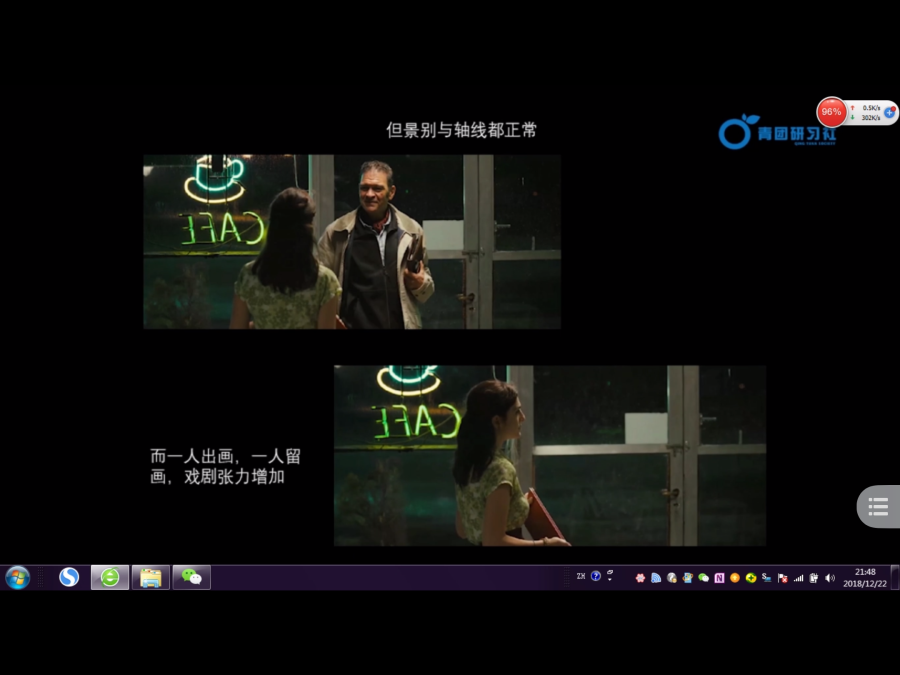 但景别与轴线都正常
青团研习社
96%
0.5K/s
302K/s
CAFE
CAFE
而一人出画，一人留
画，戏剧张力增加
ZH
21:48
2018/12/22